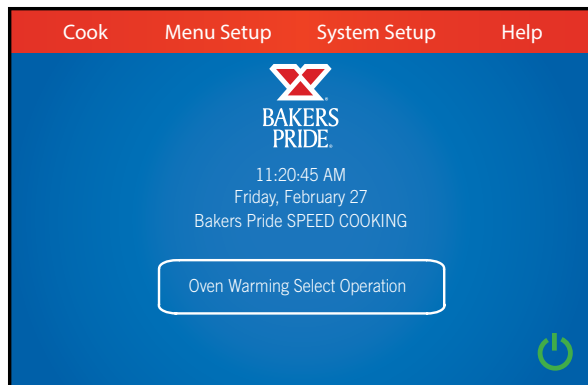 Cook Menu Setup System Setup Help
BAKERS
PRIDE.
11:20:45 AM
Friday, February 27
Bakers Pride SPEED COOKING
Oven Warming Select Operation